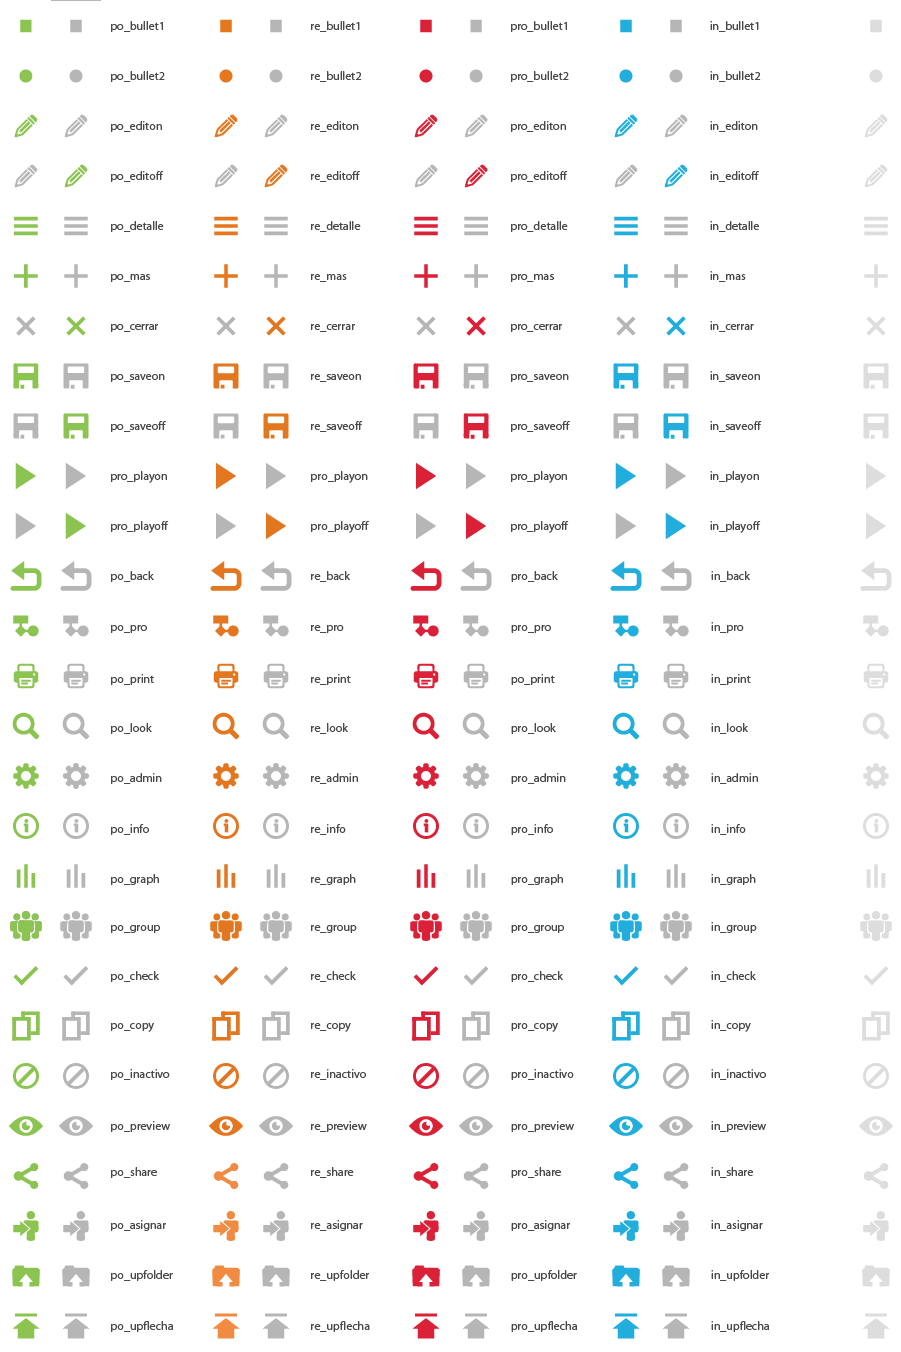 po_bullet1 re_bullet1 pro_bullet1 in_bullet1
po_bullet2 re_bullet2 pro_bullet2 in_bullet2
po_editon re_editon pro_editon in_editon
po_editoff re_editoff pro_editoff in_editoff
po_detalle re_detalle pro_detalle in_detalle
po_mas re_mas pro_mas in_mas
po_cerrar re_cerrar pro_cerrar in_cerrar
po_saveon re_saveon pro_saveon in_saveon
po_saveoff re_saveoff pro_saveoff in_saveoff
pro_playon pro_playon pro_playon in_playon
pro_playoff pro_playoff pro_playoff in_playoff
po_back re_back pro_back in_back
po_pro re_pro pro_pro in_pro
po_print re_print po_print in_print
po_look re_look pro_look in_look
po_admin re_admin pro_admin in_admin
po_info re_info pro_info in_info
po_graph re_graph pro_graph in_graph
po_group re_group pro_group in_group
po_check re_check pro_check in_check
po_copy re_copy pro_copy in_copy
po_inactivo re_inactivo pro_inactivo in_inactivo
po_preview re_preview pro_preview in_preview
po_share re_share pro_share in_share
po_asignar re_asignar pro_asignar in_asignar
po_upfolder re_upfolder pro_upfolder in_upfolder
po_upflecha re_upflecha pro_upflecha in_upflecha